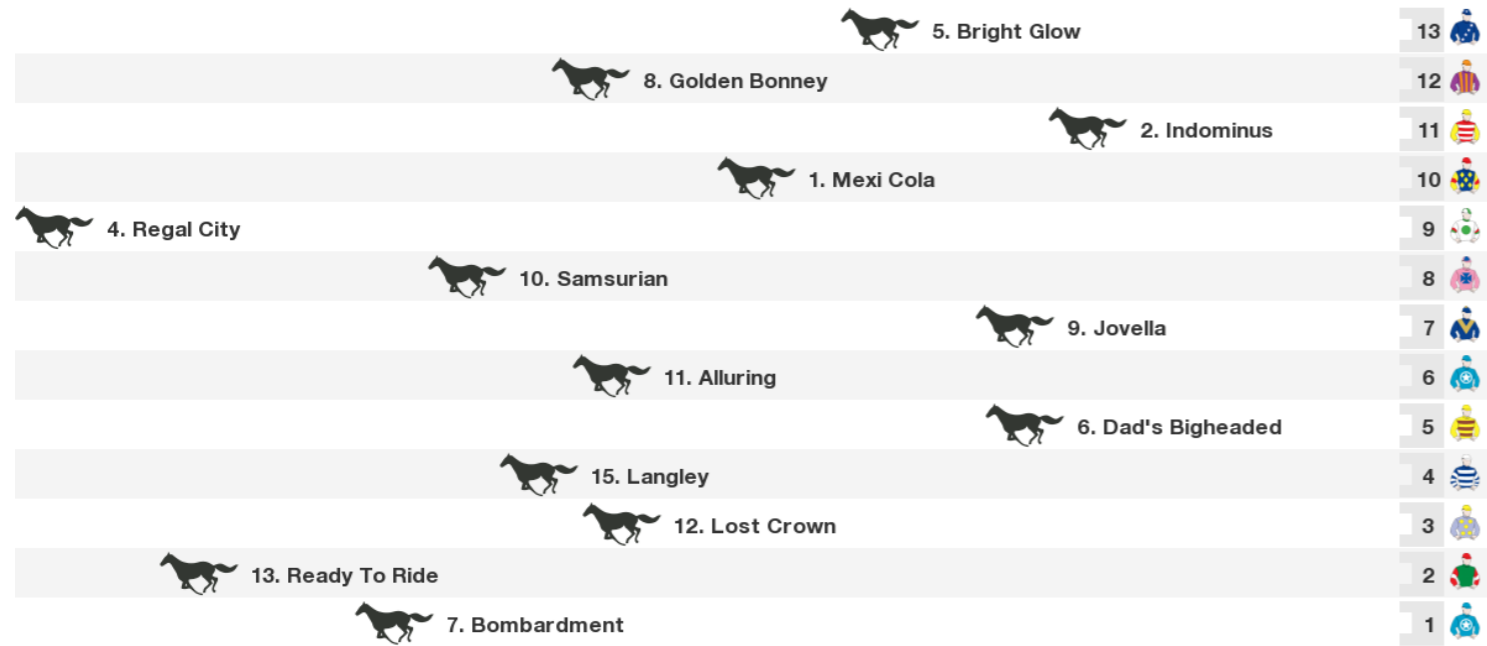 5. Bright Glow 13
8. Golden Bonney 12
2. Indominus 11
1. Mexi Cola 10
4. Regal City 9
10. Samsurian 8
9. Jovella 7
11. Alluring 6
6. Dad's Bigheaded 5
15. Langley 4
12. Lost Crown 3
13. Ready To Ride 2
7. Bombardment 1